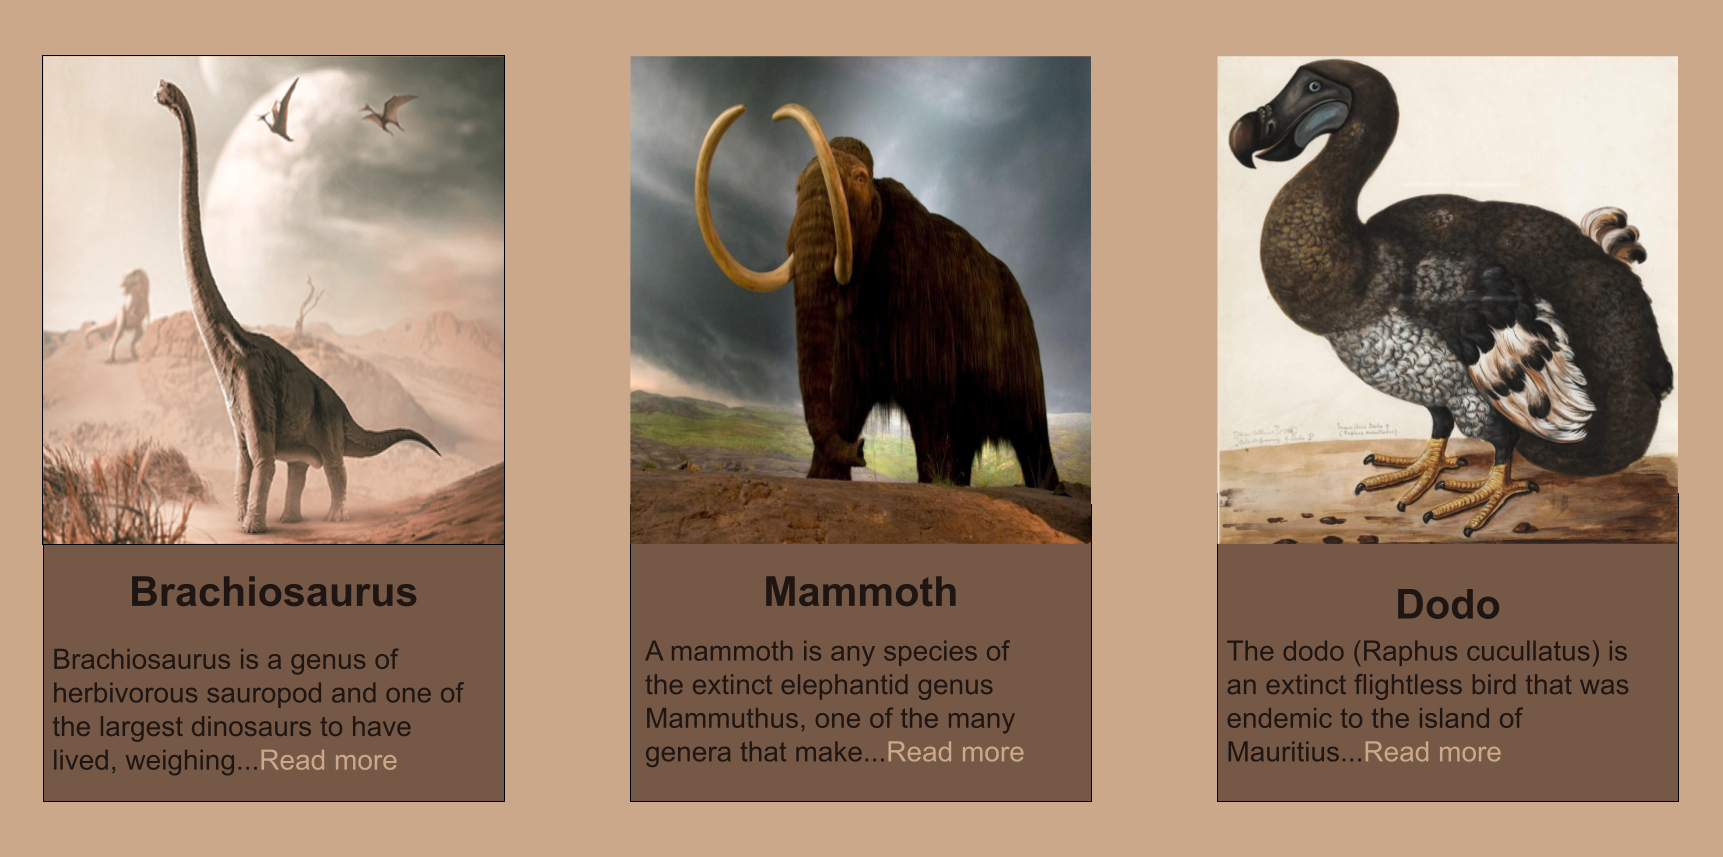 Brachiosaurus
Brachiosaurus is a genus of
herbivorous sauropod and one of
the largest dinosaurs to have
lived, weighing...Read more
Mammoth
A mammoth is any species of
the extinct elephantid genus
Mammuthus, one of the many
genera that make...Read more
Dodo
The dodo (Raphus cucullatus) is
an extinct flightless bird that was
endemic to the island of
Mauritius...Read more